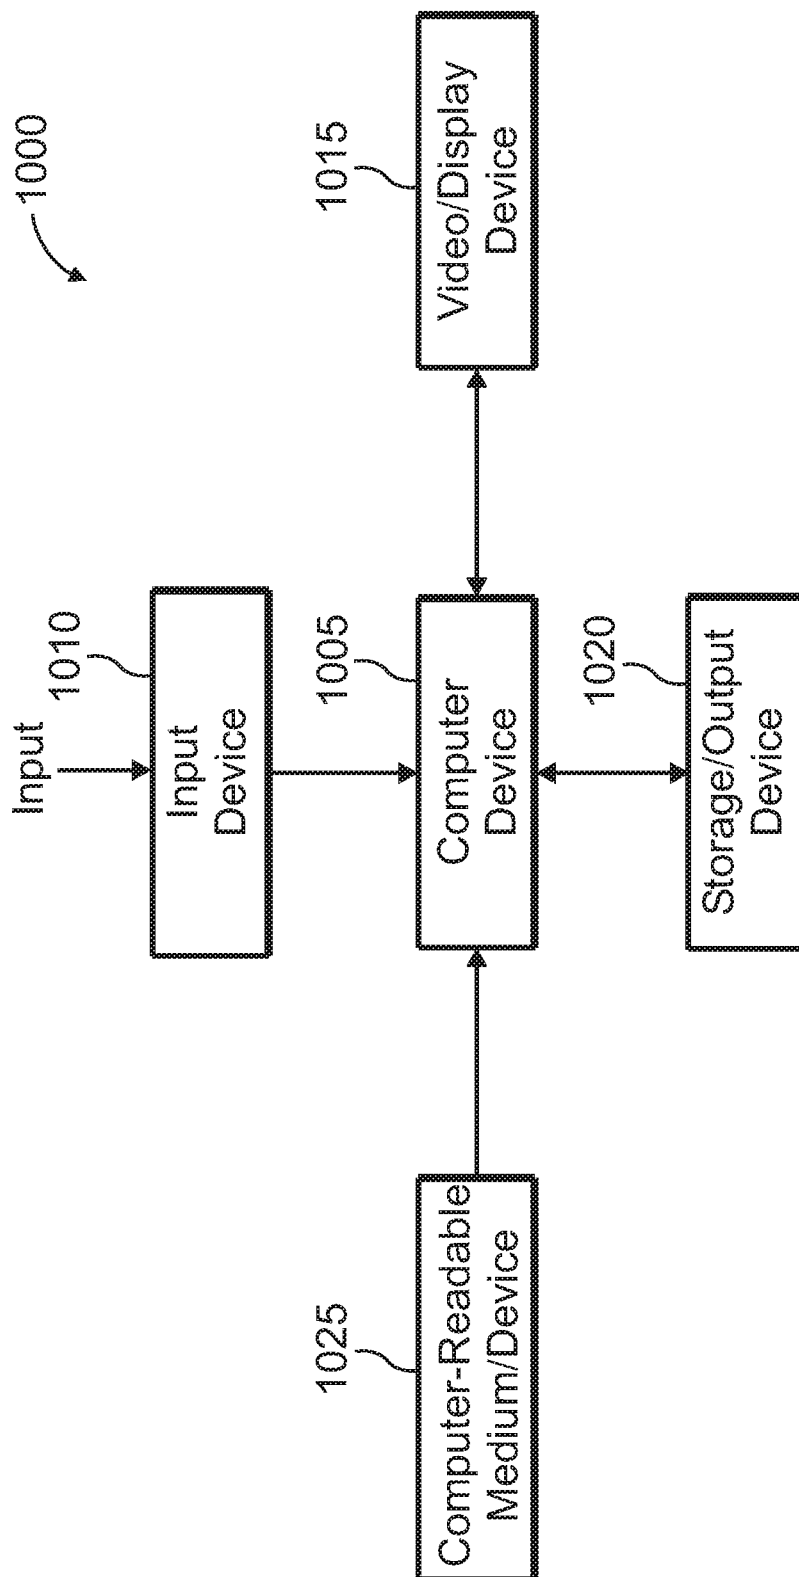 1000
Input
1010
Input
Device
1025
Computer-Readable
Medium/Device
1005
Computer
Device
1015
Video/Display
Device
1020
Storage/Output
Device